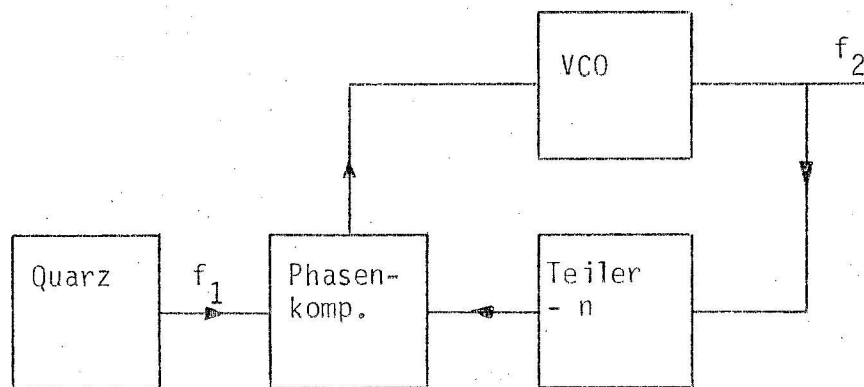 VCO
f₂
Quarz
f₁
Phasen-
komp.
Teiler
- n